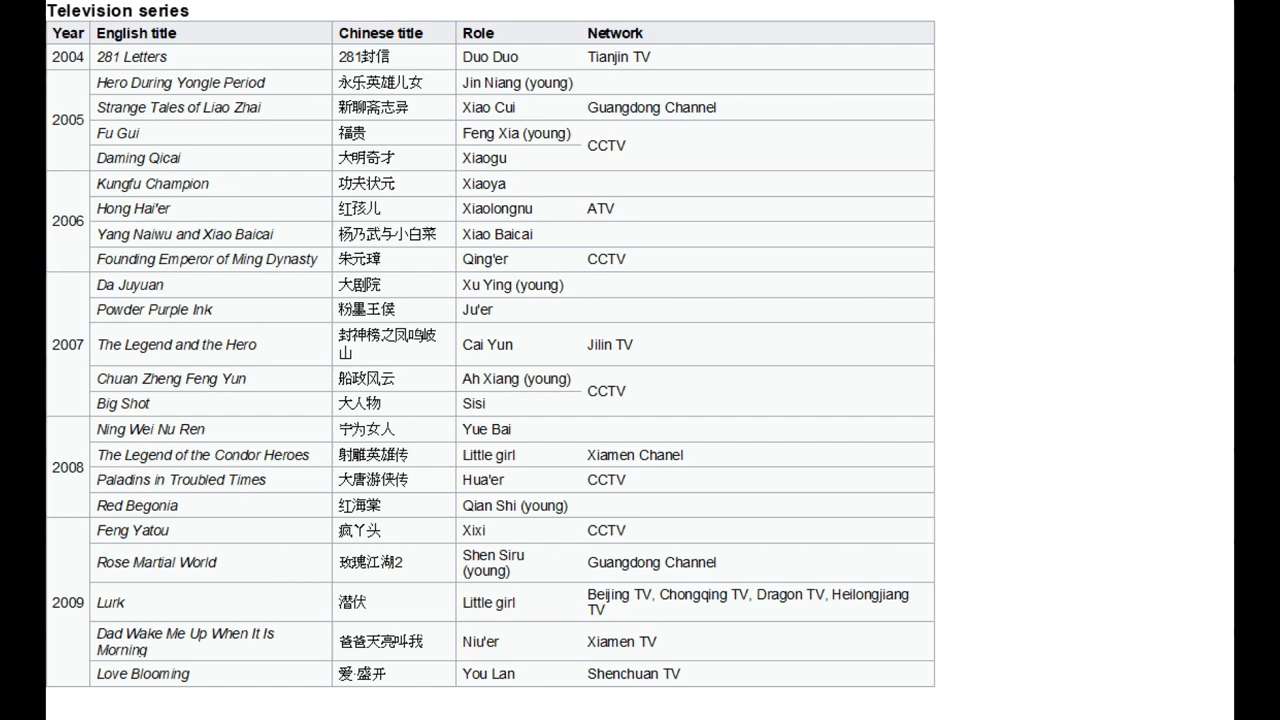 Television series
Year English title Chinese title Role Network
2004 281 Letters 281封信 Duo Duo Tianjin TV
2005 Hero During Yongle Period 永乐英雄儿女 Jin Niang (young)
Strange Tales of Liao Zhai 新聊斋志异 Xiao Cui Guangdong Channel
Fu Gui 福贵 Feng Xia (young) CCTV
Daming Qicai 大明奇才 Xiaogu
2006 Kungfu Champion 功夫状元 Xiaoya
Hong Hai'er 红孩儿 Xiaolongnu ATV
Yang Naiwu and Xiao Baicai 杨乃武与小白菜 Xiao Baicai
Founding Emperor of Ming Dynasty 朱元璋 Qing'er CCTV
2007 Da Juyuan 大剧院 Xu Ying (young)
Powder Purple Ink 粉墨王侯 Ju'er
The Legend and the Hero 封神榜之凤鸣岐
山 Cai Yun Jilin TV
Chuan Zheng Feng Yun 船政风云 Ah Xiang (young) CCTV
Big Shot 大人物 Sisi
2008 Ning Wei Nu Ren 宁为女人 Yue Bai
The Legend of the Condor Heroes 射雕英雄传 Little girl Xiamen Chanel
Paladins in Troubled Times 大唐游侠传 Hua'er CCTV
Red Begonia 红海棠 Qian Shi (young)
2009 Feng Yatou 疯丫头 Xixi CCTV
Rose Martial World 玫瑰江湖2 Shen Siru
(young) Guangdong Channel
Lurk 潜伏 Little girl Beijing TV, Chongqing TV, Dragon TV, Heilongjiang
TV
Dad Wake Me Up When It Is
Morning 爸爸天亮叫我 Niu'er Xiamen TV
Love Blooming 爱·盛开 You Lan Shenchuan TV